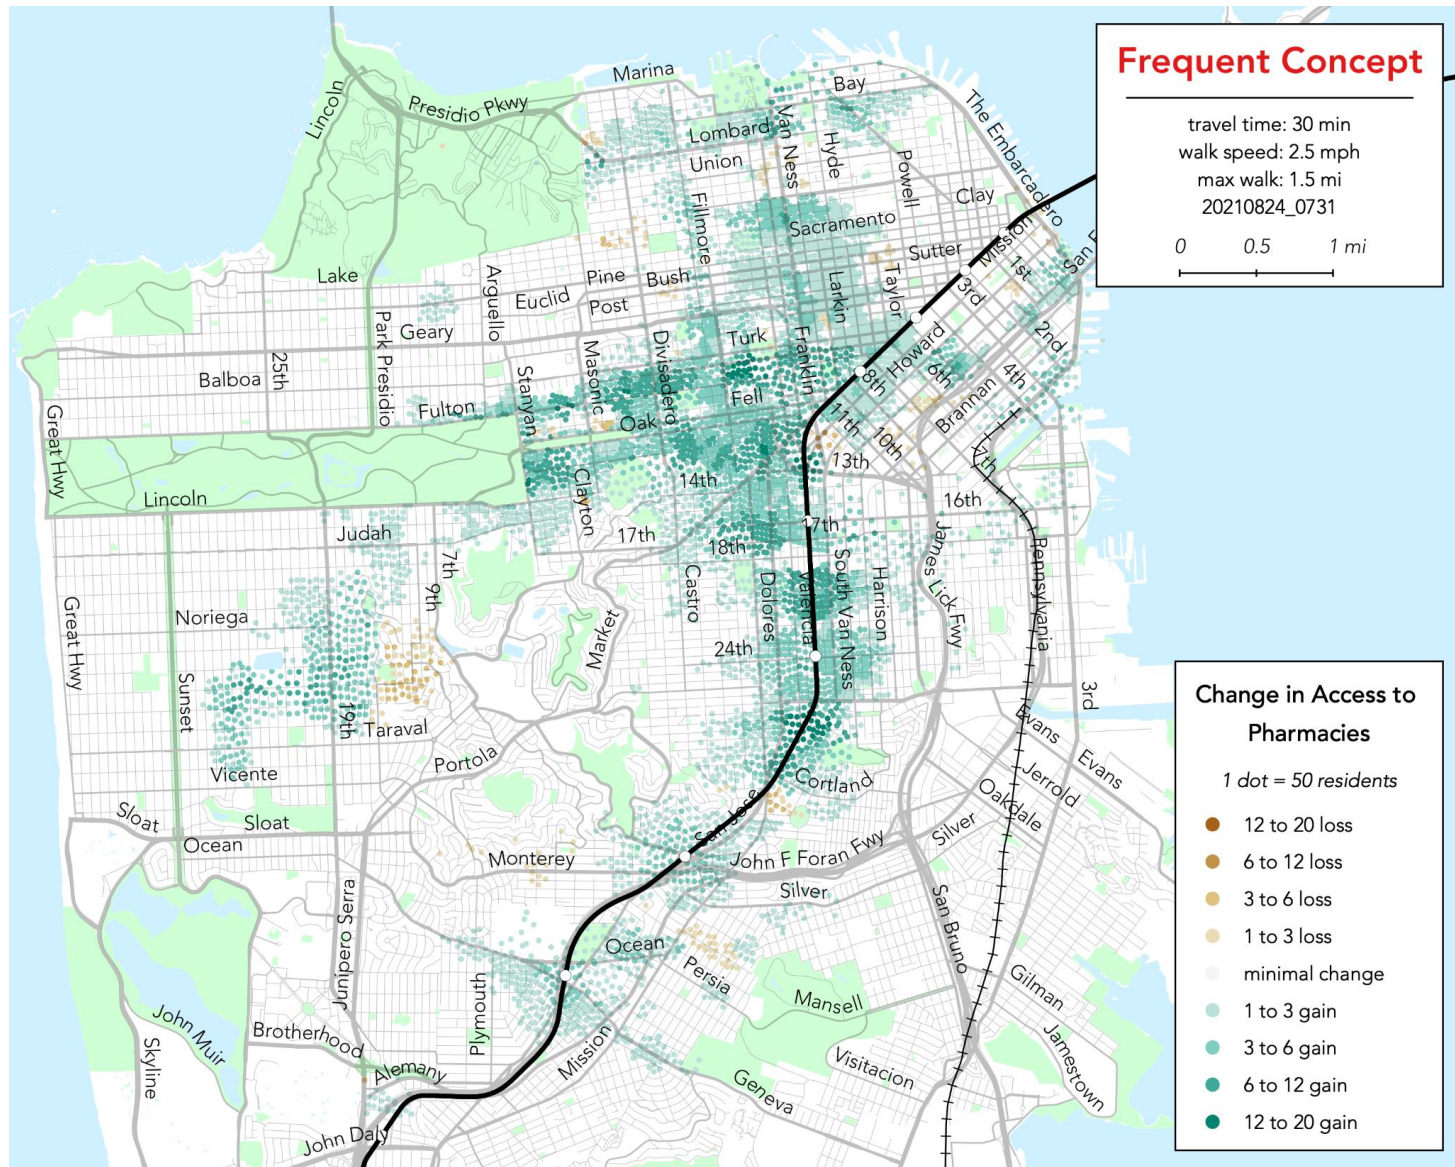 Frequent Concept
travel time: 30 min
walk speed: 2.5 mph
max walk: 1.5 mi
20210824_0731
0 0.5 1 mi
Marina
Bay
The Embarcadero
Lincoln
Presidio Pkwy
Lombard
Van Ness
Hyde
Union
Powell
Fillmore
Clay
Sacramento
Mission
1st
Sutter
Lake
Arguello
Pine
Bush
Larkin
Taylor
3rd
Euclid
Post
Geary
Park Presidio
Turk
Franklin
Howard
2nd
25th
Balboa
Stanyan
Masonic
Divisadero
8th
6th
4th
Fulton
Oak
Fell
11th
10th
Brannan
Great Hwy
13th
7th
Lincoln
Clayton
14th
16th
Judah
17th
17th
18th
7th
9th
Castro
Dolores
Valencia
South Van Ness
Harrison
James Lick Fwy
Pennsylvania
Great Hwy
Noriega
Market
24th
Sunset
19th
Taraval
3rd
Evans
Portola
Vicente
Cortland
Jerrold
Evans
Oakdale
Sloat
Sloat
Ocean
San Jose
Silver
Monterey
John F Foran Fwy
Silver
Junipero Serra
San Bruno
Ocean
Persia
Plymouth
Mansell
Gilman
John Muir
Brotherhood
Skyline
Mission
Jamestown
Alemany
Visitacion
Geneva
John Daly
Change in Access to
Pharmacies
1 dot = 50 residents
12 to 20 loss
6 to 12 loss
3 to 6 loss
1 to 3 loss
minimal change
1 to 3 gain
3 to 6 gain
6 to 12 gain
12 to 20 gain